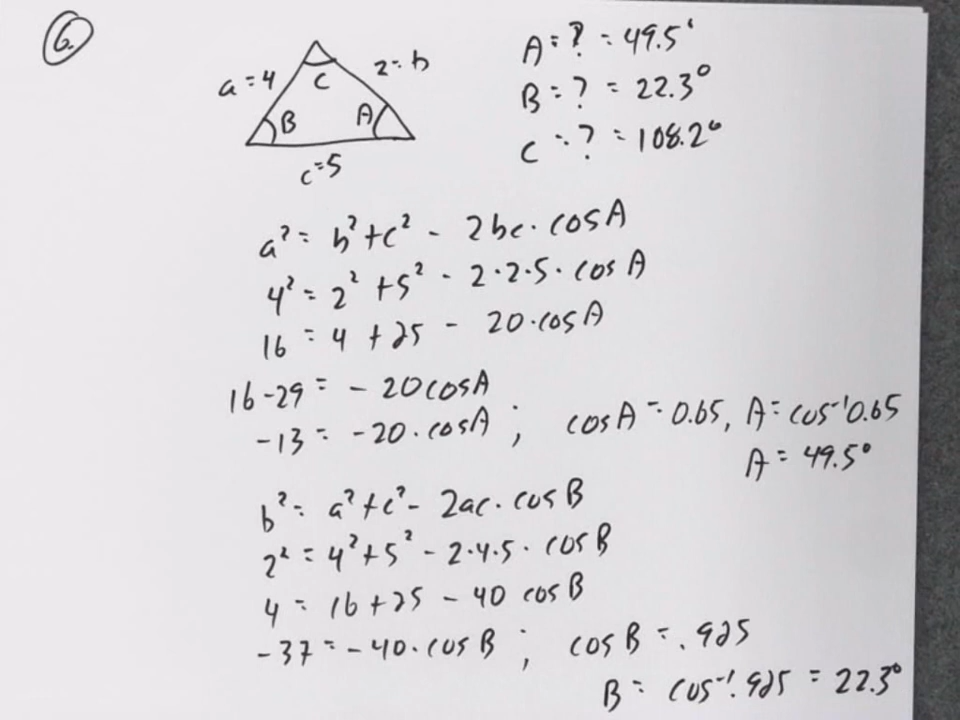 6.
a = 4
2 = b
C
B
A
c = 5
A = ? = 49.5°
B = ? = 22.3°
C = ? = 108.2°
a² = b² + c² - 2bc · cos A
4² = 2² + 5² - 2·2·5 · cos A
16 = 4 + 25 - 20 · cos A
16 - 29 = - 20 cos A
-13 = -20 · cos A ; cos A = 0.65, A = cos⁻¹ 0.65
A = 49.5°
b² = a² + c² - 2ac · cos B
2² = 4² + 5² - 2·4·5 · cos B
4 = 16 + 25 - 40 cos B
-37 = -40 · cos B ; cos B = .925
B = cos⁻¹ .925 = 22.3°